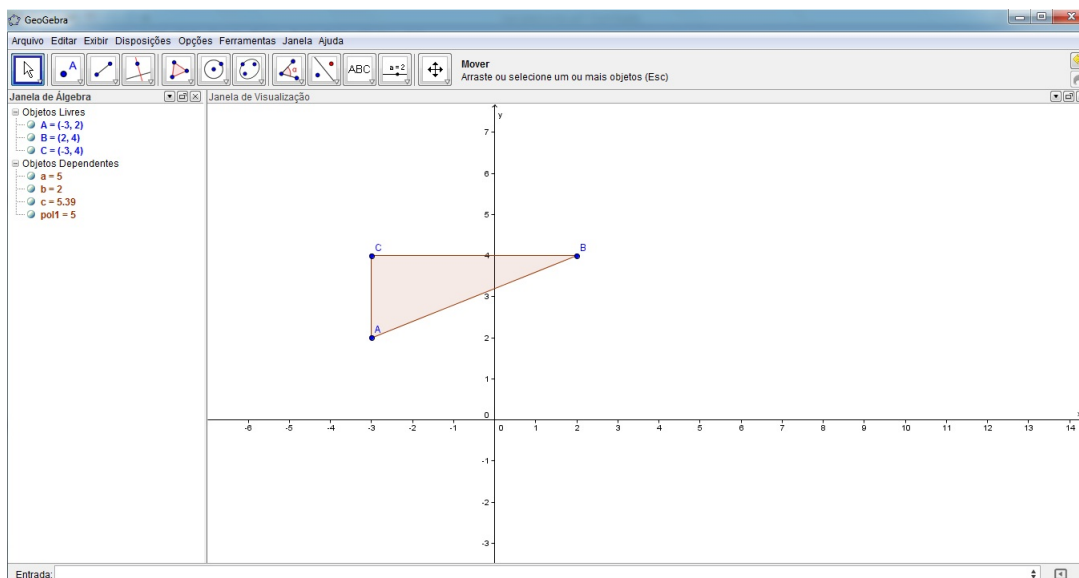 GeoGebra
Arquivo Editar Exibir Disposições Opções Ferramentas Janela Ajuda
A
α
ABC
a = 2
Mover
Arraste ou selecione um ou mais objetos (Esc)
Janela de Álgebra
Janela de Visualização
Objetos Livres
A = (-3, 2)
B = (2, 4)
C = (-3, 4)
Objetos Dependentes
a = 5
b = 2
c = 5.39
pol1 = 5
y
7
6
5
C
B
4
3
A
2
1
0
-6 -5 -4 -3 -2 -1 0 1 2 3 4 5 6 7 8 9 10 11 12 13 14
-1
-2
-3
Entrada: